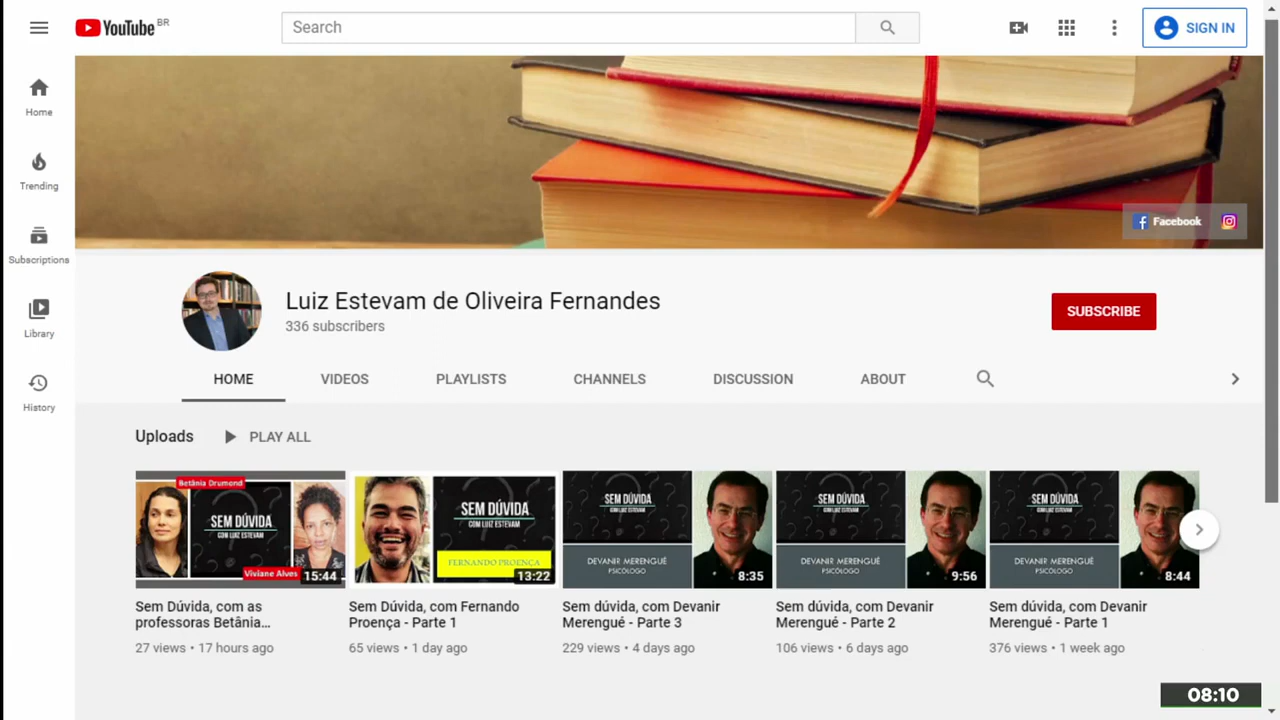 YouTube BR
Search
SIGN IN
Home
Trending
Subscriptions
Library
History
Facebook
Luiz Estevam de Oliveira Fernandes
336 subscribers
SUBSCRIBE
HOME VIDEOS PLAYLISTS CHANNELS DISCUSSION ABOUT
Uploads PLAY ALL
Betânia Drumond
SEM DÚVIDA
COM LUIZ ESTEVAM
Viviane Alves
15:44
Sem Dúvida, com as
professoras Betânia...
27 views • 17 hours ago
SEM DÚVIDA
COM LUIZ ESTEVAM
FERNANDO PROENÇA
13:22
Sem Dúvida, com Fernando
Proença - Parte 1
65 views • 1 day ago
SEM DÚVIDA
COM LUIZ ESTEVAM
DEVANIR MERENGUÉ
PSICÓLOGO
8:35
Sem dúvida, com Devanir
Merengué - Parte 3
229 views • 4 days ago
SEM DÚVIDA
COM LUIZ ESTEVAM
DEVANIR MERENGUÉ
PSICÓLOGO
9:56
Sem dúvida, com Devanir
Merengué - Parte 2
106 views • 6 days ago
SEM DÚVIDA
COM LUIZ ESTEVAM
DEVANIR MERENGUÉ
PSICÓLOGO
8:44
Sem dúvida, com Devanir
Merengué - Parte 1
376 views • 1 week ago
08:10